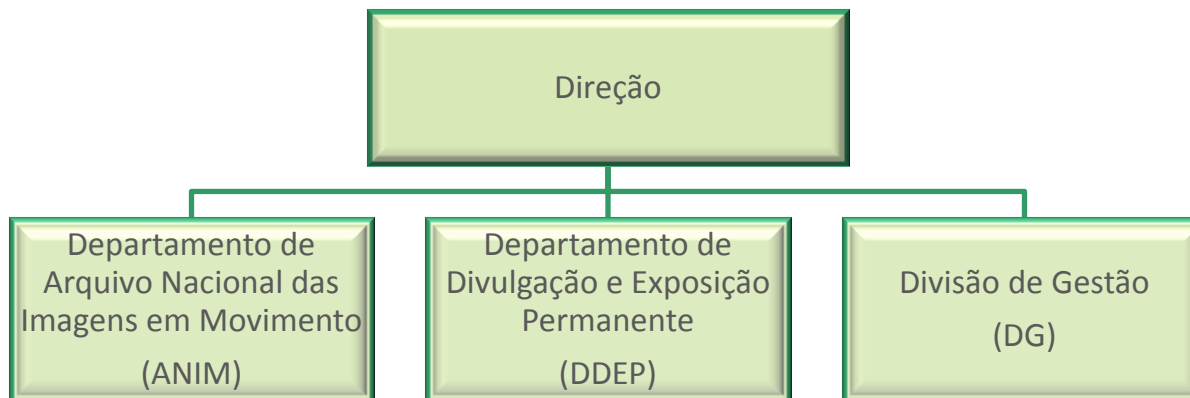 Direção
Departamento de
Arquivo Nacional das
Imagens em Movimento
(ANIM)
Departamento de
Divulgação e Exposição
Permanente
(DDEP)
Divisão de Gestão
(DG)